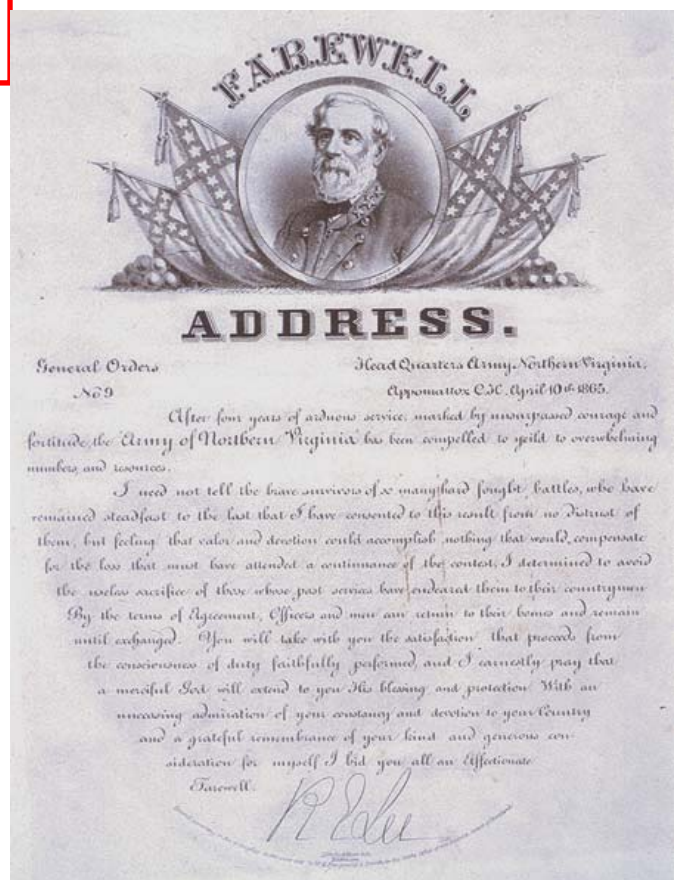 FAREWELL
ADDRESS.
General Orders
Head Quarters Army Northern Virginia,
No 9
Appomattox C.H. April 10th 1865.
After four years of arduous service, marked by unsurpassed courage and
fortitude, the "Army of Northern Virginia" has been compelled to yeild to overwhelming
numbers and resources.
I need not tell the brave survivors of so many hard fought battles, who have
remained steadfast to the last that I have consented to this result from no distrust of
them, but feeling that valor and devotion could accomplish nothing that would, compensate
for the loss that must have attended a continuance of the contest, I determined to avoid
the useless sacrifice of those whose past services have endeared them to their countrymen
By the terms of Agreement, Officers and men can return to their homes and remain
until exchanged. You will take with you the satisfaction that proceeds from
the consciousness of duty faithfully performed, and I earnestly pray that
a merciful God will extend to you His blessing and protection With an
unceasing admiration of your constancy and devotion to your Country
and a grateful remembrance of your kind and generous con-
sideration for myself I bid you all an Affectionate
Farewell.
R E Lee